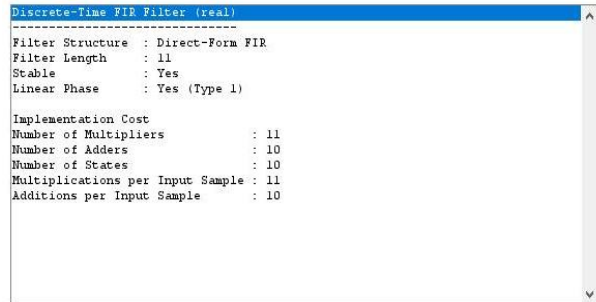 Discrete-Time FIR Filter (real)
-------------------------------
Filter Structure : Direct-Form FIR
Filter Length : 11
Stable : Yes
Linear Phase : Yes (Type 1)
Implementation Cost
Number of Multipliers : 11
Number of Adders : 10
Number of States : 10
Multiplications per Input Sample : 11
Additions per Input Sample : 10